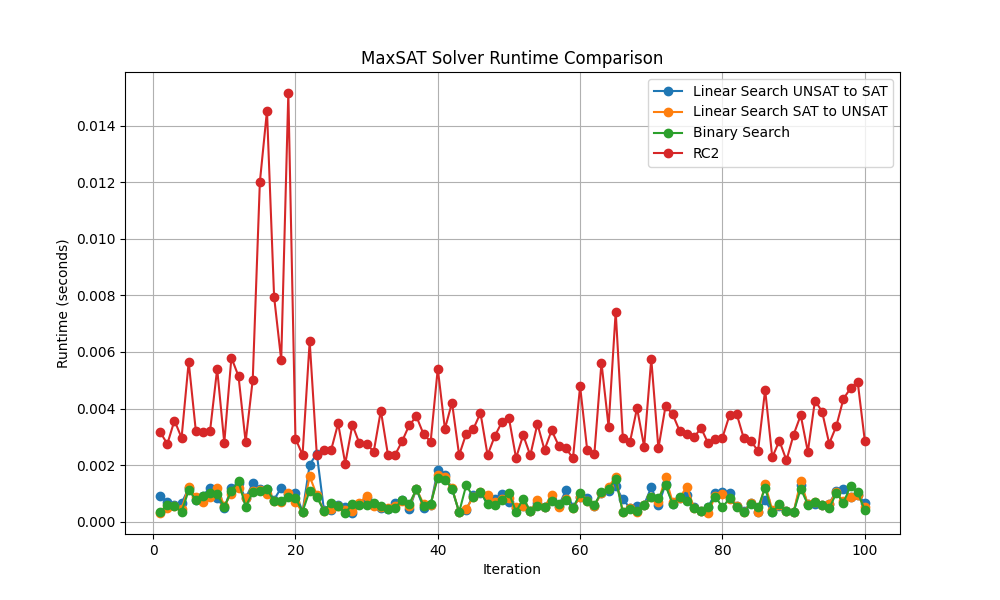 MaxSAT Solver Runtime Comparison
Linear Search UNSAT to SAT
Linear Search SAT to UNSAT
Binary Search
RC2
Runtime (seconds)
0.014
0.012
0.010
0.008
0.006
0.004
0.002
0.000
0 20 40 60 80 100
Iteration